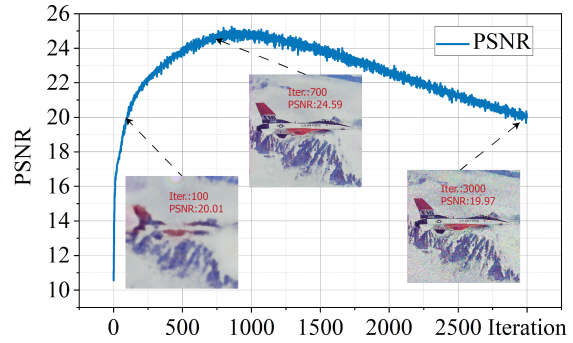 26
24
22
20
18
16
14
12
10
PSNR
PSNR
Iter.:700
PSNR:24.59
Iter.:100
PSNR:20.01
Iter.:3000
PSNR:19.97
0 500 1000 1500 2000 2500 Iteration